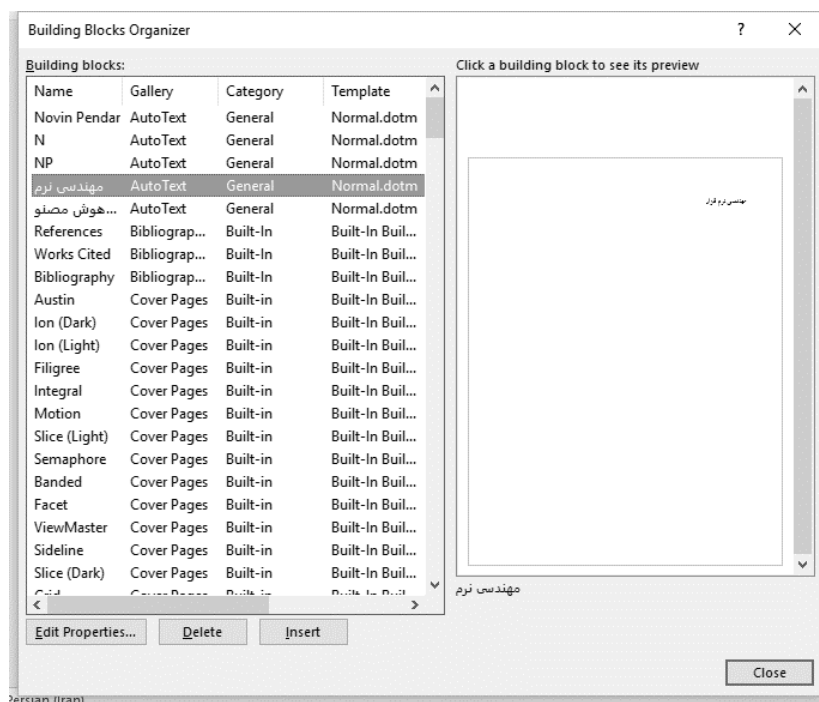 Building Blocks Organizer ? ×
Building blocks: Click a building block to see its preview
Name Gallery Category Template
Novin Pendar AutoText General Normal.dotm
N AutoText General Normal.dotm
NP AutoText General Normal.dotm
مهندسی نرم AutoText General Normal.dotm
هوش مصنو... AutoText General Normal.dotm
References Bibliograp... Built-In Built-In Buil...
Works Cited Bibliograp... Built-In Built-In Buil...
Bibliography Bibliograp... Built-In Built-In Buil...
Austin Cover Pages Built-in Built-In Buil...
Ion (Dark) Cover Pages Built-in Built-In Buil...
Ion (Light) Cover Pages Built-in Built-In Buil...
Filigree Cover Pages Built-in Built-In Buil...
Integral Cover Pages Built-in Built-In Buil...
Motion Cover Pages Built-in Built-In Buil...
Slice (Light) Cover Pages Built-in Built-In Buil...
Semaphore Cover Pages Built-in Built-In Buil...
Banded Cover Pages Built-in Built-In Buil...
Facet Cover Pages Built-in Built-In Buil...
ViewMaster Cover Pages Built-in Built-In Buil...
Sideline Cover Pages Built-in Built-In Buil...
Slice (Dark) Cover Pages Built-in Built-In Buil...
مهندسی نرم افزار
مهندسی نرم
Edit Properties... Delete Insert
Close
Persian (Iran)